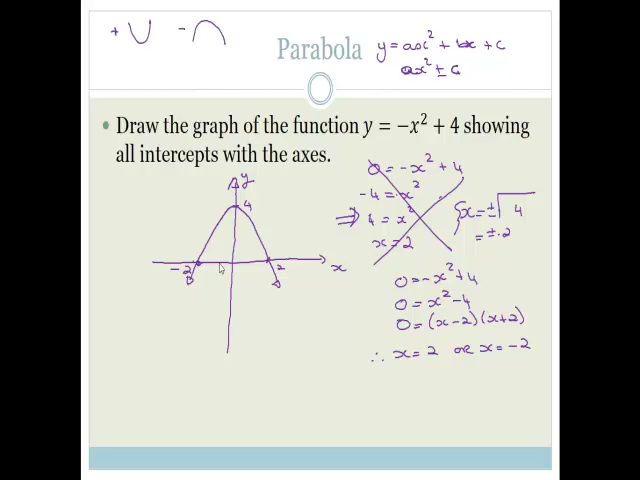 + -
Parabola
y = ax² + bx + c
ax² ± c
• Draw the graph of the function y = −x² + 4 showing
all intercepts with the axes.
y
4
-2
2
x
0 = -x² + 4
-4 = -x²
⇒ 4 = x²
x = 2
x = ±√4
= ±2
0 = -x² + 4
0 = x² - 4
0 = (x-2)(x+2)
∴ x = 2 or x = -2